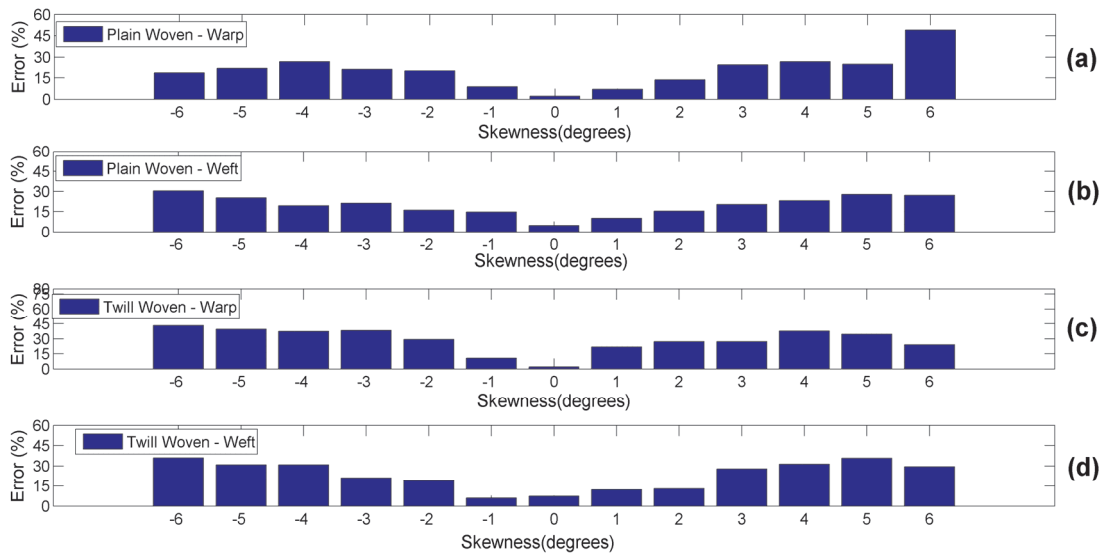 60
Plain Woven - Warp
45
30
15
0
Error (%)
(a)
-6 -5 -4 -3 -2 -1 0 1 2 3 4 5 6
Skewness(degrees)
60
Plain Woven - Weft
45
30
15
0
Error (%)
(b)
-6 -5 -4 -3 -2 -1 0 1 2 3 4 5 6
Skewness(degrees)
90
75
Twill Woven - Warp
60
45
30
15
0
Error (%)
(c)
-6 -5 -4 -3 -2 -1 0 1 2 3 4 5 6
Skewness(degrees)
60
Twill Woven - Weft
45
30
15
0
Error (%)
(d)
-6 -5 -4 -3 -2 -1 0 1 2 3 4 5 6
Skewness(degrees)